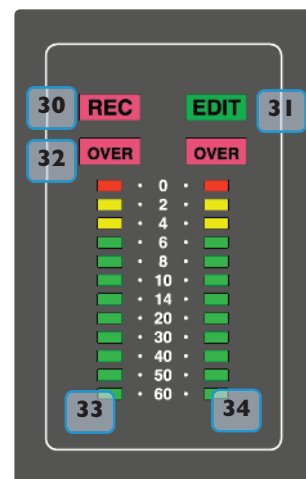 30 REC EDIT 31
32 OVER OVER
· 0 ·
· 2 ·
· 4 ·
· 6 ·
· 8 ·
· 10 ·
· 14 ·
· 20 ·
· 30 ·
· 40 ·
· 50 ·
33 · 60 · 34